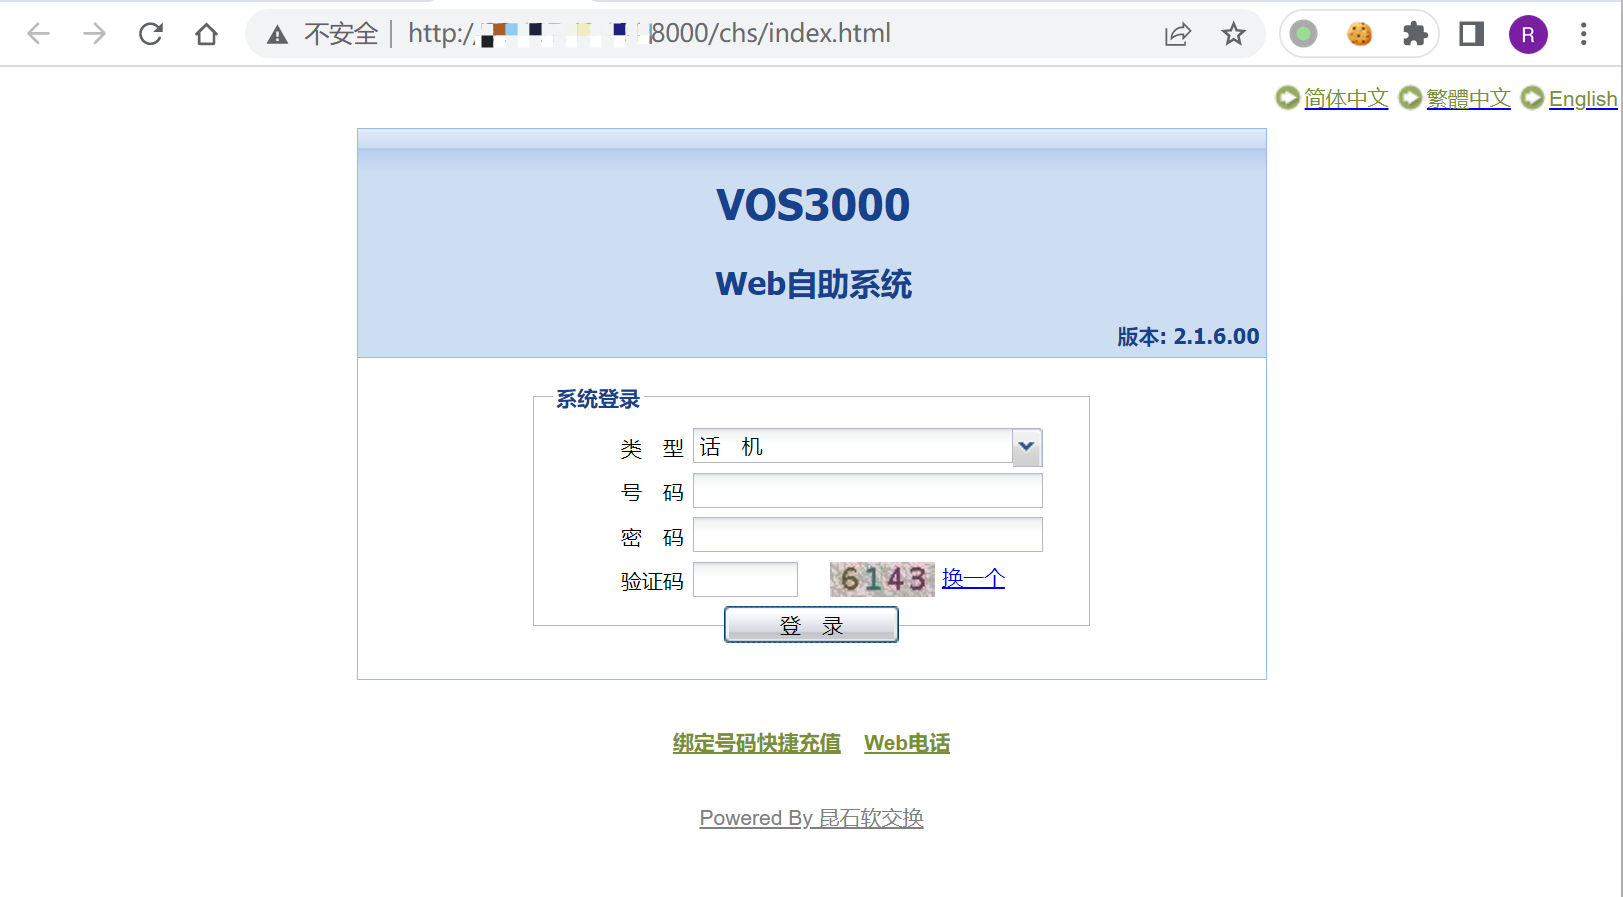 不安全 http:/ 8000/chs/index.html R
简体中文 繁體中文 English
VOS3000
Web自助系统
版本: 2.1.6.00
系统登录
类 型 话 机
号 码
密 码
验证码 6143 换一个
登 录
绑定号码快捷充值 Web电话
Powered By 昆石软交换